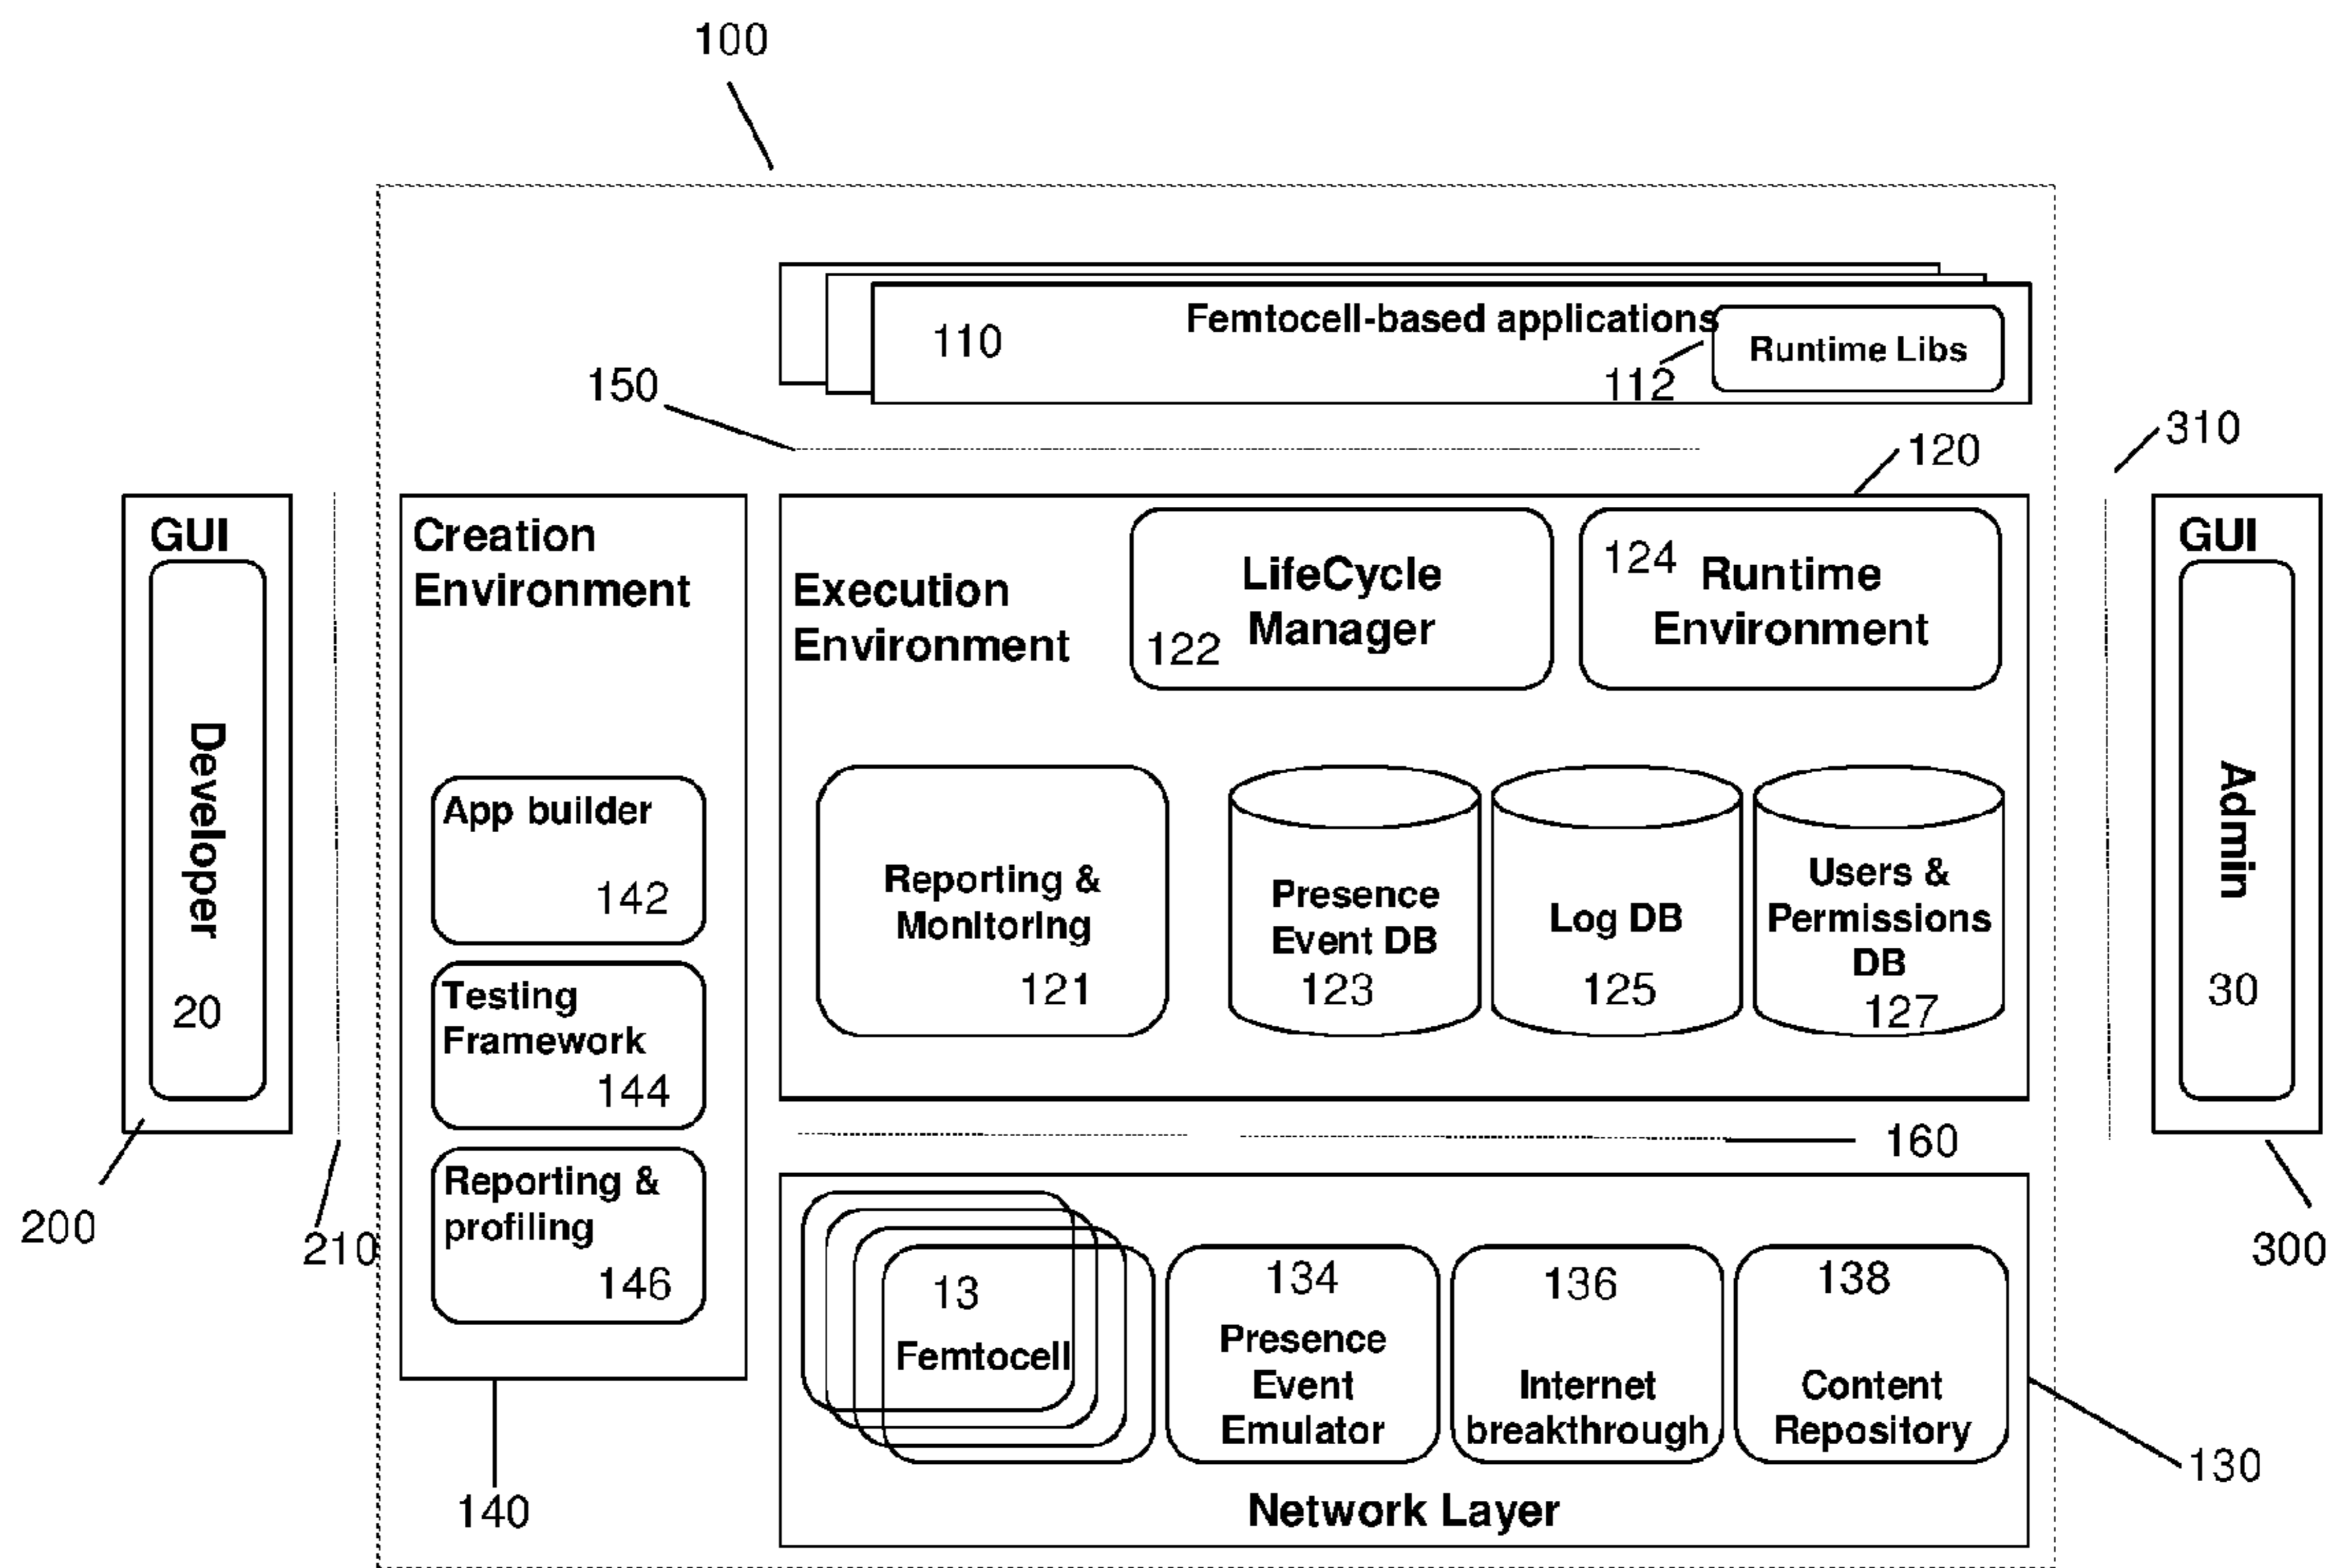 100
Femtocell-based applications
110
Runtime Libs
112
150
310
120
GUI
Developer
20
200
210
Creation
Environment
App builder
142
Testing
Framework
144
Reporting &
profiling
146
140
Execution
Environment
LifeCycle
Manager
122
124
Runtime
Environment
Reporting &
Monitoring
121
Presence
Event DB
123
Log DB
125
Users &
Permissions
DB
127
160
13
Femtocell
134
Presence
Event
Emulator
136
Internet
breakthrough
138
Content
Repository
Network Layer
130
GUI
Admin
30
300